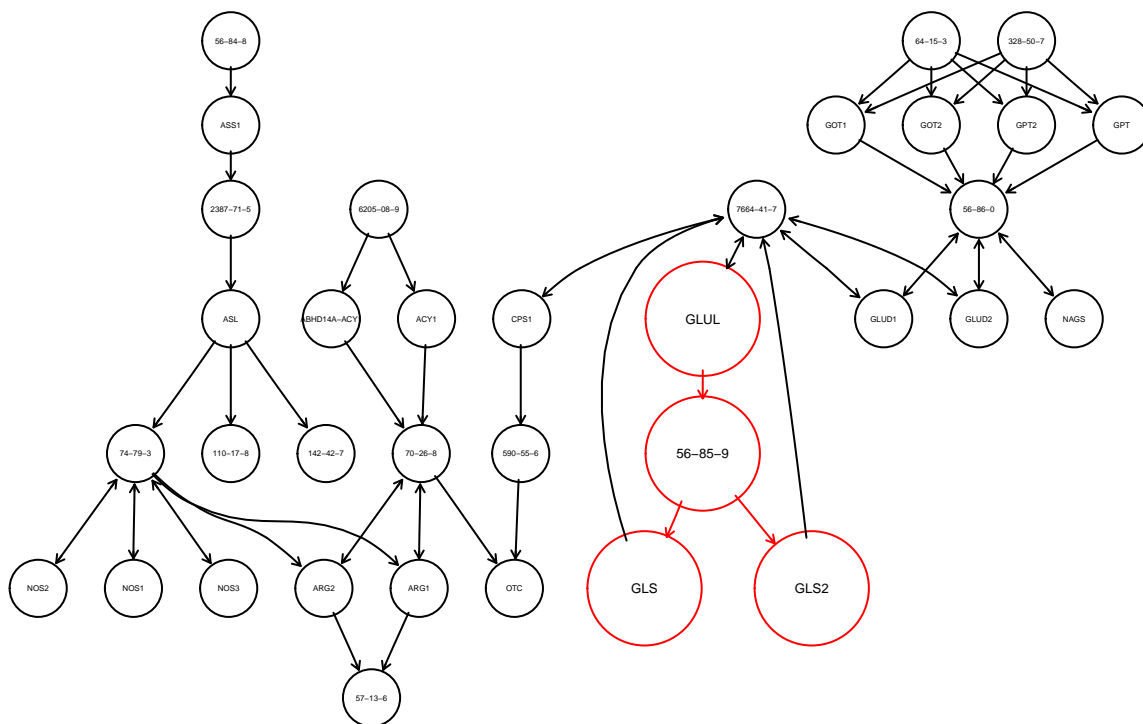 56−84−8
64−15−3
328−50−7
ASS1
GOT1
GOT2
GPT2
GPT
2387−71−5
6205−08−9
7664−41−7
56−86−0
ASL
ABHD14A−ACY
ACY1
CPS1
GLUL
GLUD1
GLUD2
NAGS
74−79−3
110−17−8
142−42−7
70−26−8
590−55−6
56−85−9
NOS2
NOS1
NOS3
ARG2
ARG1
OTC
GLS
GLS2
57−13−6